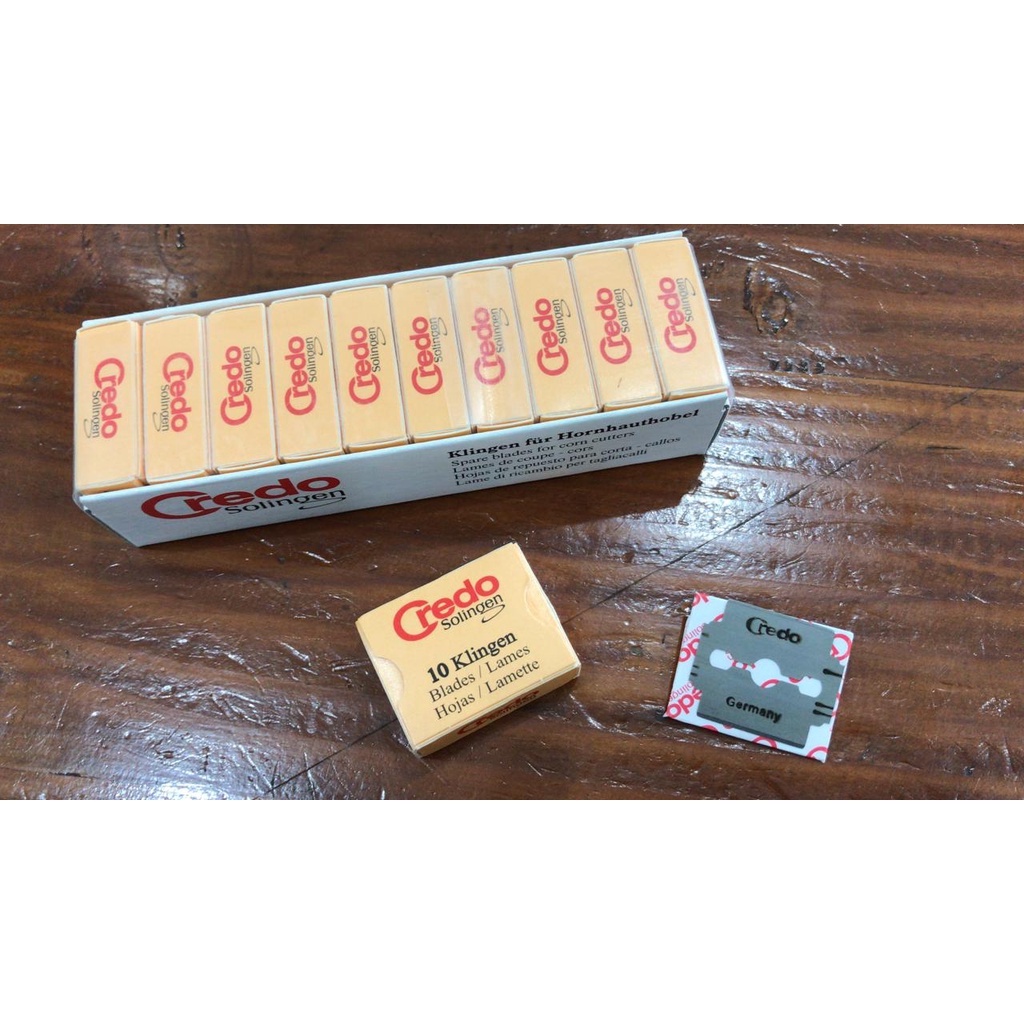 Credo
Solingen
Credo
Solingen
Credo
Solingen
Credo
Solingen
Credo
Solingen
Credo
Solingen
Credo
Solingen
Credo
Solingen
Credo
Solingen
Credo
Solingen
Credo
Solingen
Klingen für Hornhauthobel
Spare blades for corn cutters
Lames de coupe - cors
Hojas de repuesto para corta - callos
Lame di ricambio per tagliacalli
Credo
Solingen
10 Klingen
Blades / Lames
Hojas / Lamette
Credo
Germany